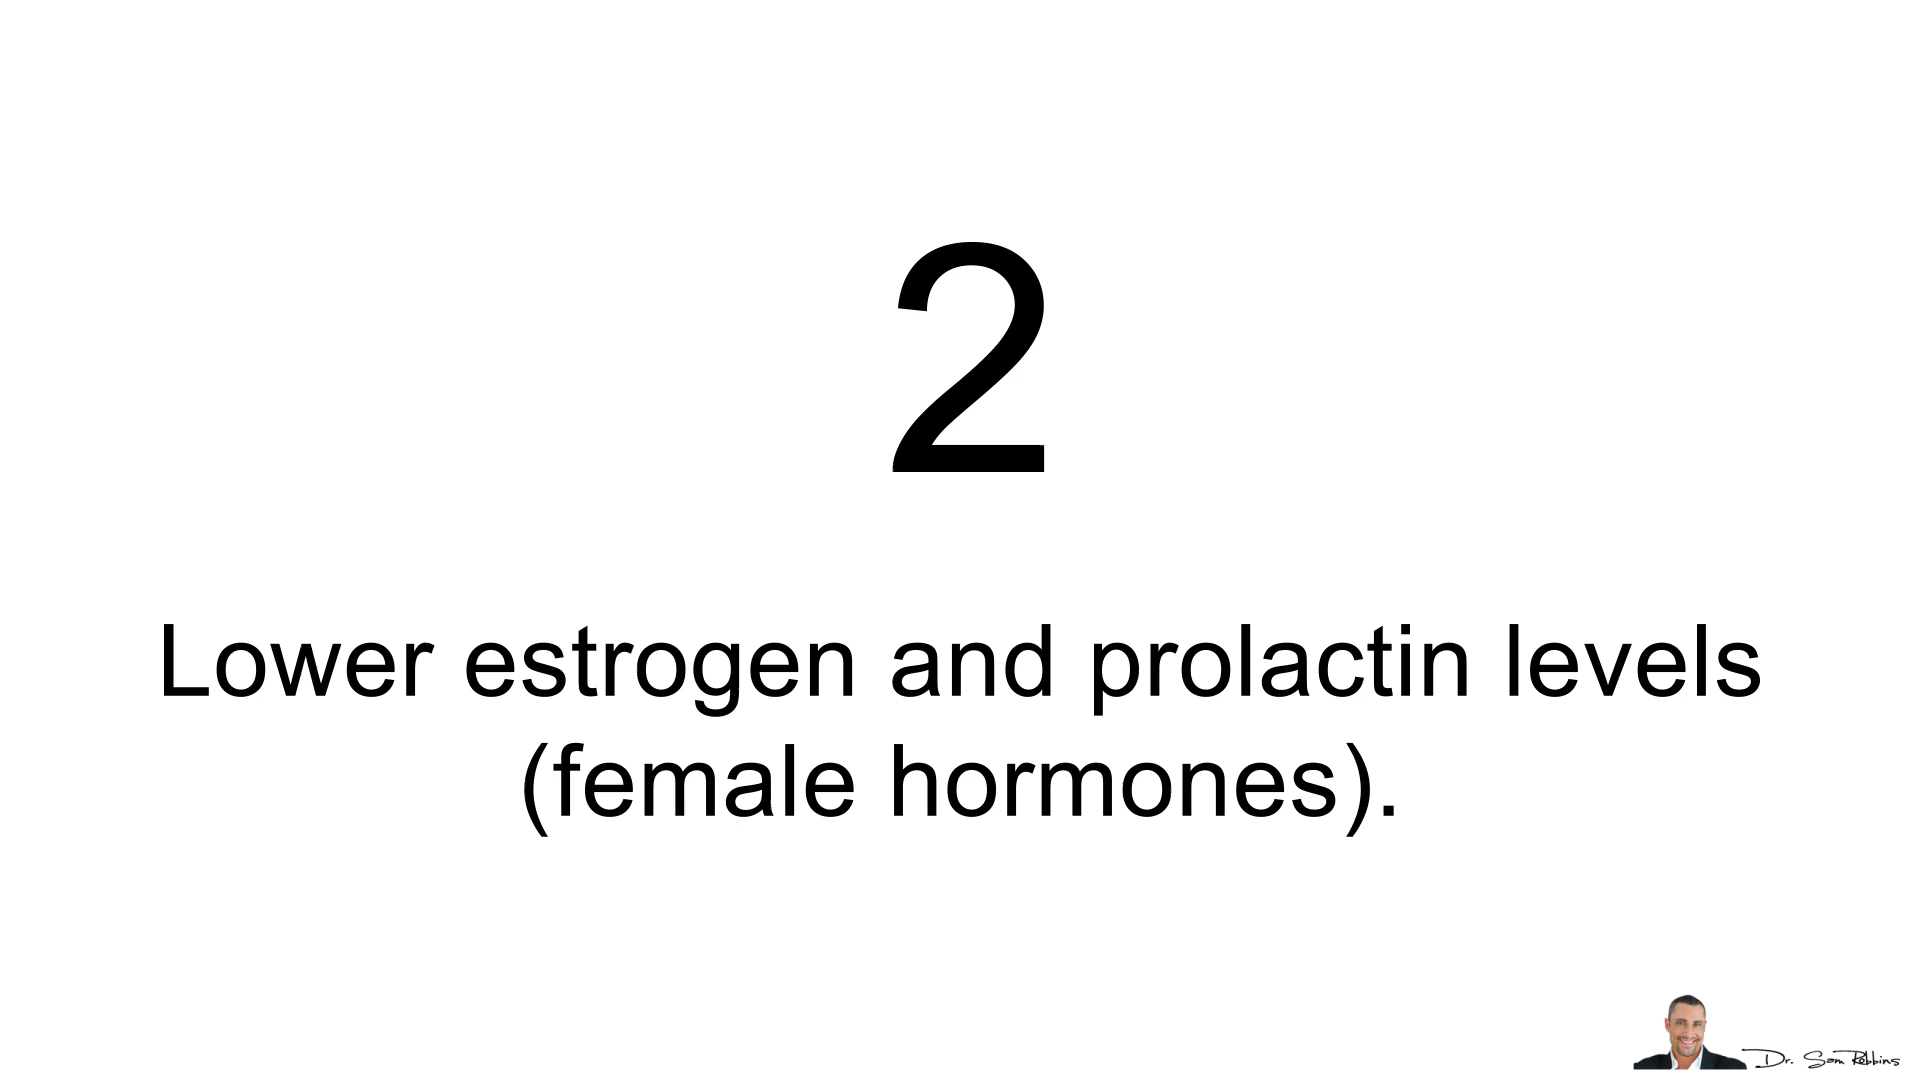 2
Lower estrogen and prolactin levels
(female hormones).
Dr. Sam Robbins